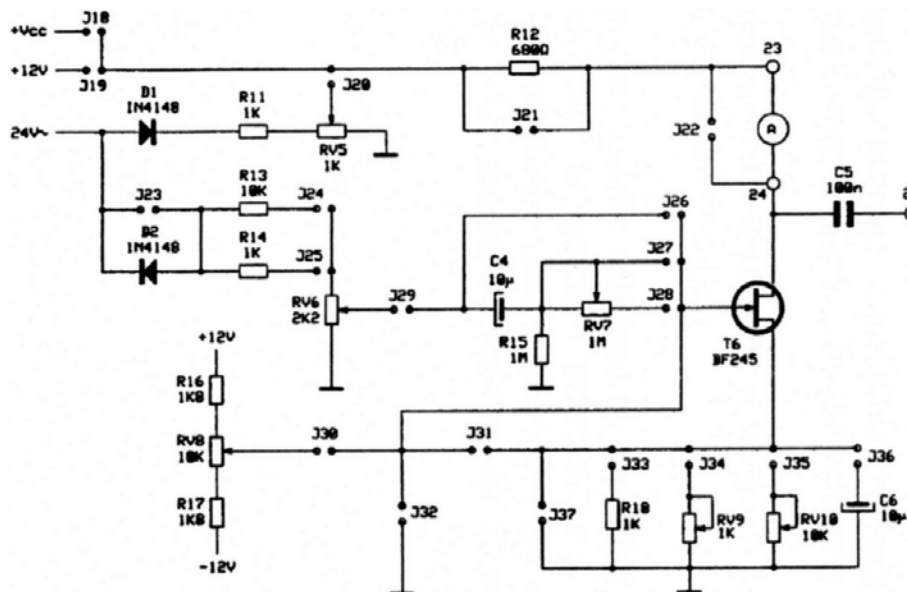 +Vcc
J18
+12V
J19
D1
1N4148
24V~
R11
1K
J20
RV5
1K
R12
680Ω
J21
J22
23
A
24
C5
100n
J23
D2
1N4148
R13
10K
R14
1K
J24
J25
RV6
2K2
J29
C4
10µ
J26
J27
J28
RV7
1M
R15
1M
T6
BF245
+12V
R16
1K8
RV8
10K
R17
1K8
-12V
J30
J31
J32
J37
J33
R18
1K
J34
RV9
1K
J35
RV10
10K
J36
C6
10µ